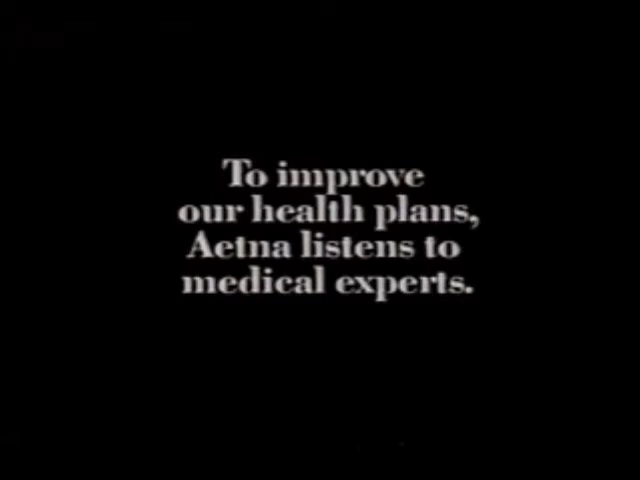 To improve
our health plans,
Aetna listens to
medical experts.